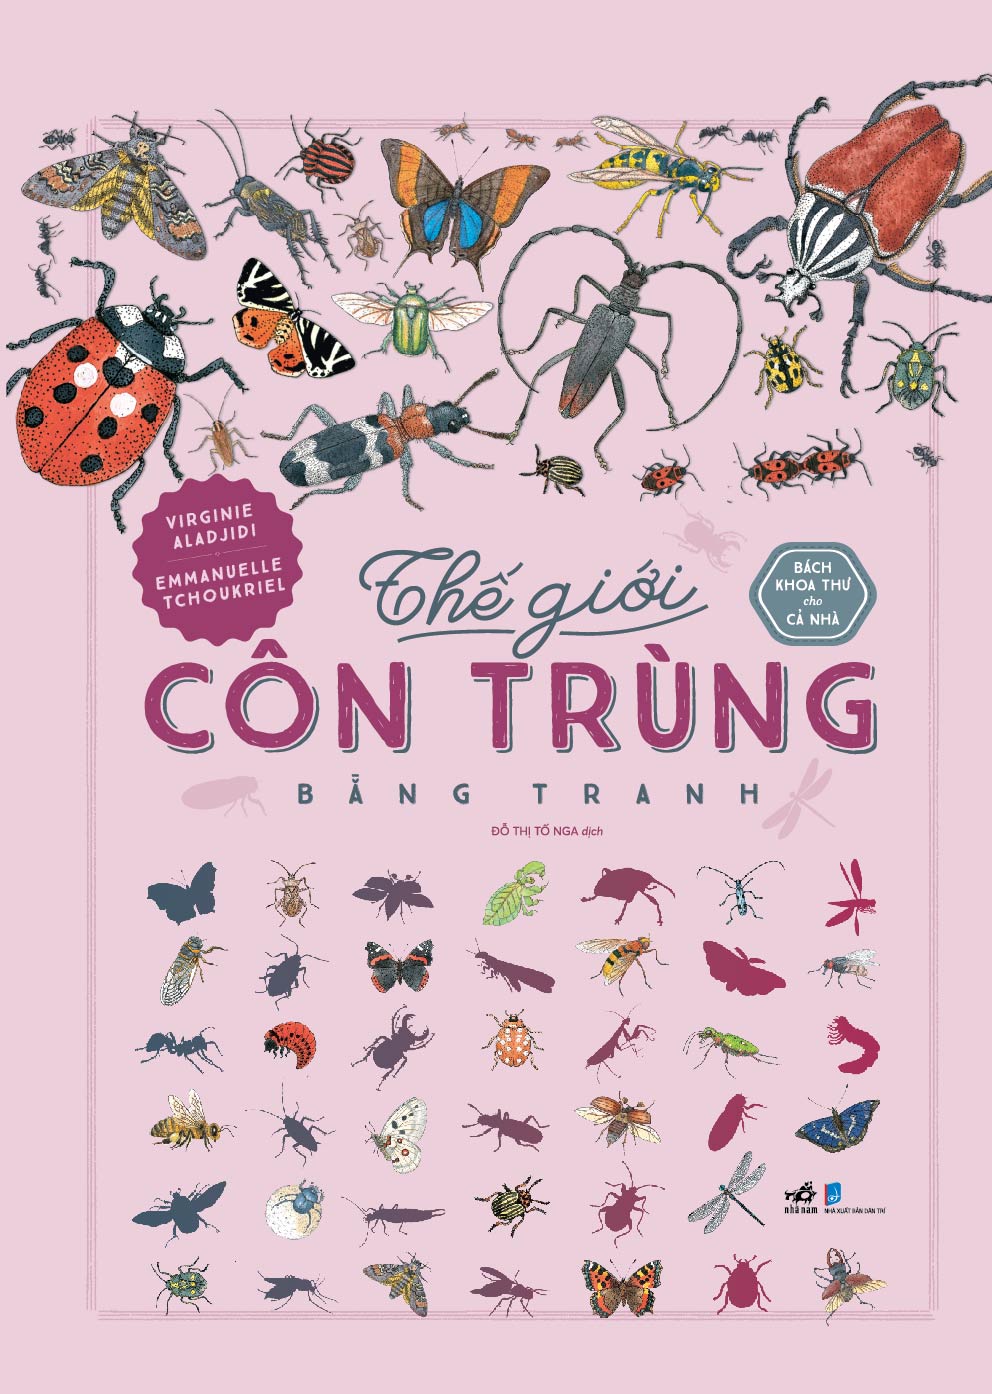 VIRGINIE
ALADJIDI
EMMANUELLE
TCHOUKRIEL
Thế giới
BÁCH
KHOA THƯ
cho
CẢ NHÀ
CÔN TRÙNG
BẰNG TRANH
ĐỖ THỊ TỐ NGA dịch
nhã nam
NHÀ XUẤT BẢN DÂN TRÍ